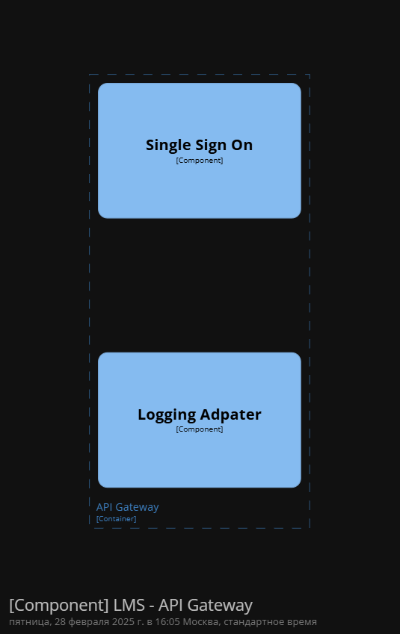 Single Sign On
[Component]
Logging Adpater
[Component]
API Gateway
[Container]
[Component] LMS - API Gateway
пятница, 28 февраля 2025 г. в 16:05 Москва, стандартное время